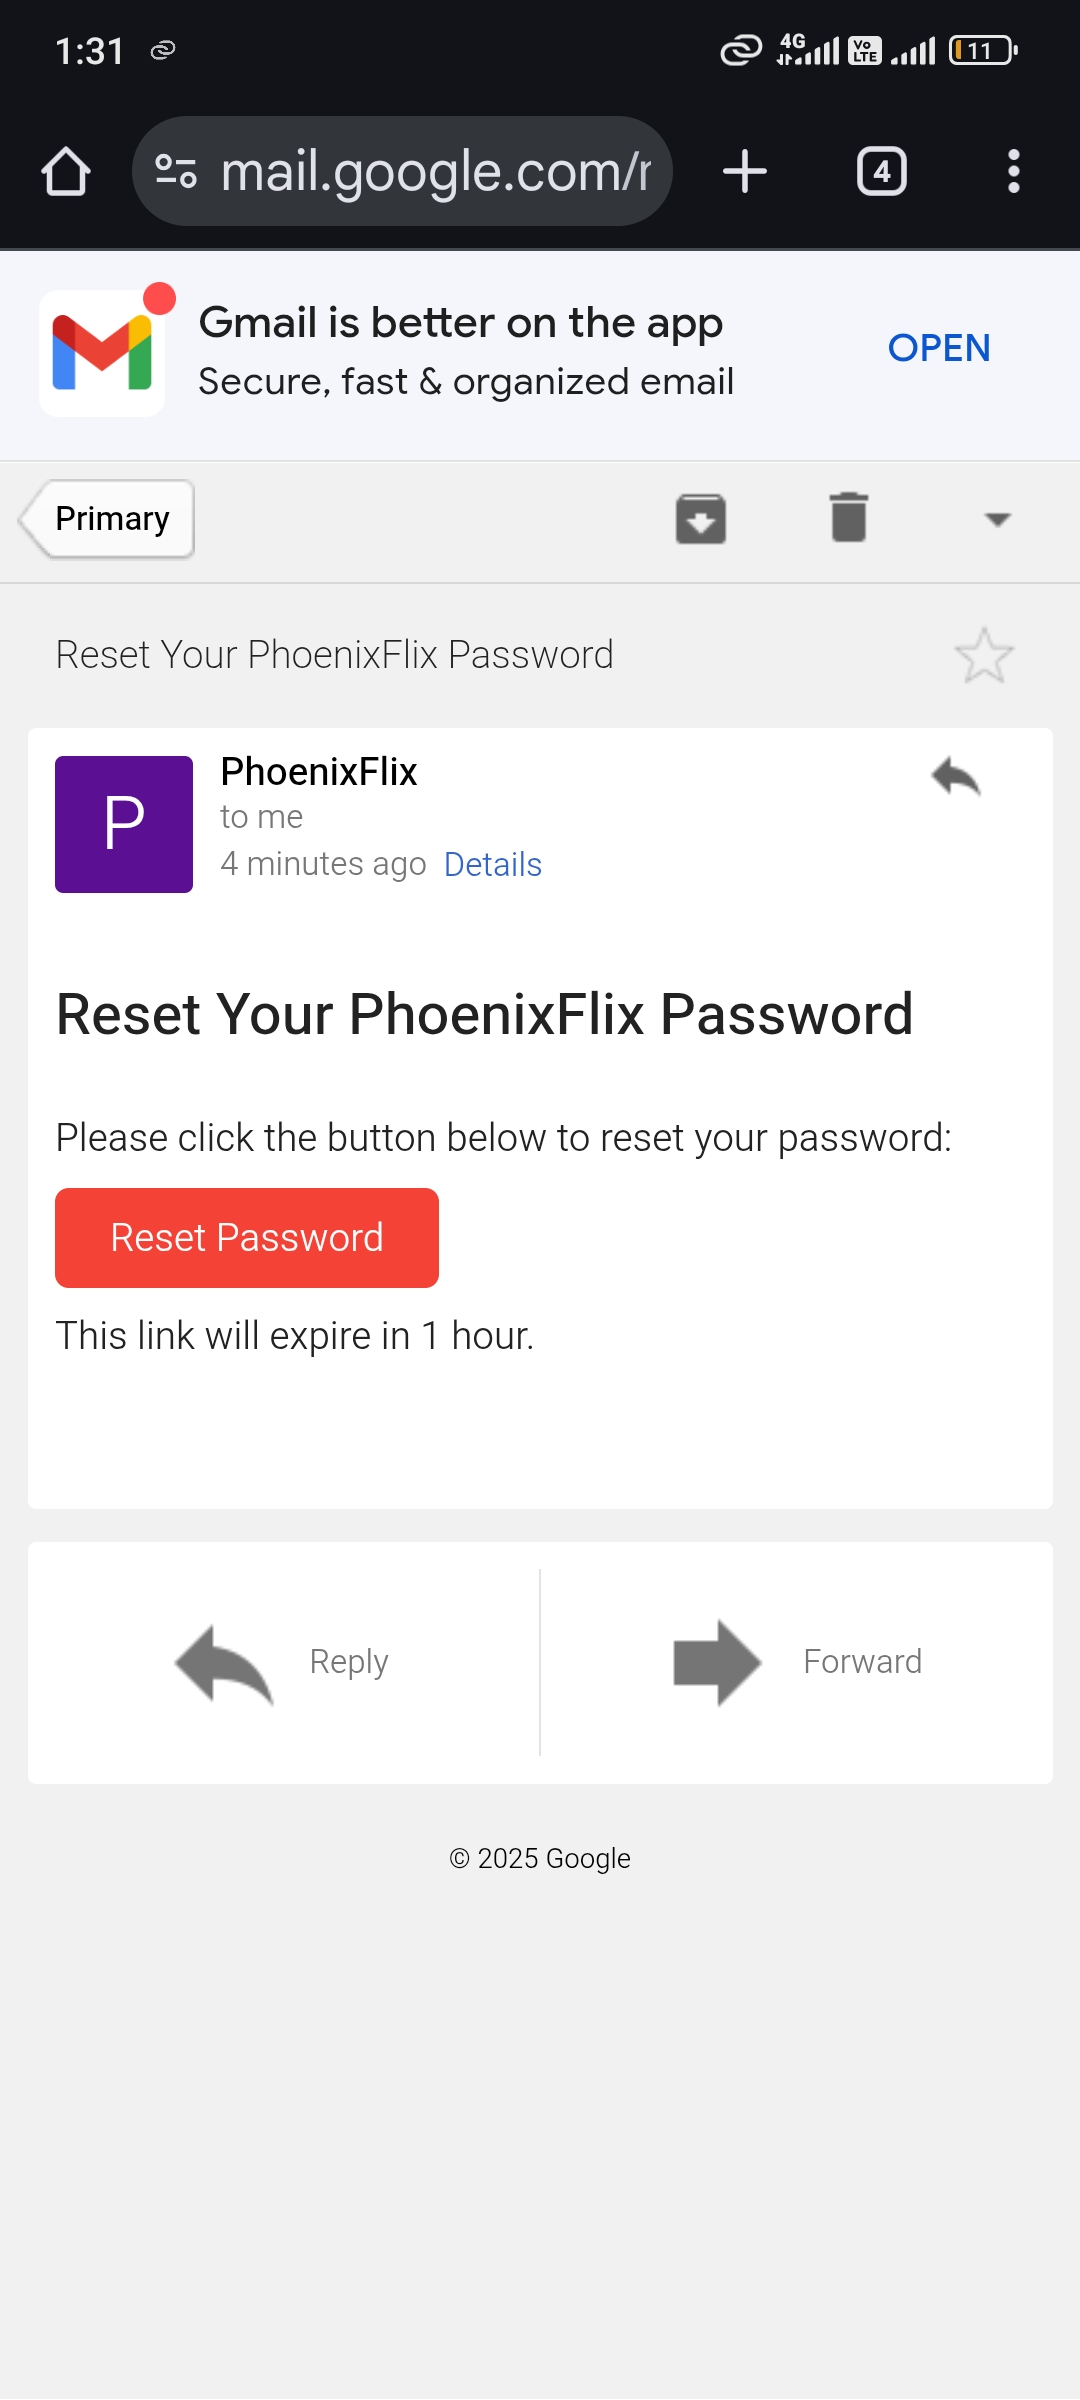 1:31
4G
Vo
LTE
11
mail.google.com/r
4
Gmail is better on the app
Secure, fast & organized email
OPEN
Primary
Reset Your PhoenixFlix Password
P
PhoenixFlix
to me
4 minutes ago Details
Reset Your PhoenixFlix Password
Please click the button below to reset your password:
Reset Password
This link will expire in 1 hour.
Reply
Forward
© 2025 Google